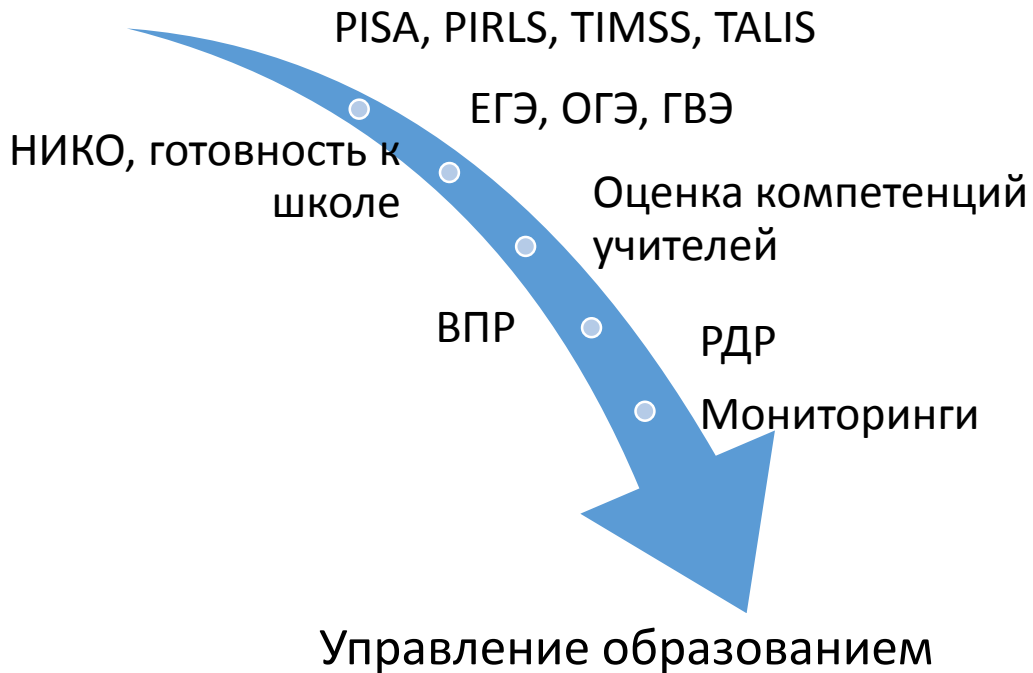 PISA, PIRLS, TIMSS, TALIS
ЕГЭ, ОГЭ, ГВЭ
НИКО, готовность к
школе
Оценка компетенций
учителей
ВПР
РДР
Мониторинги
Управление образованием